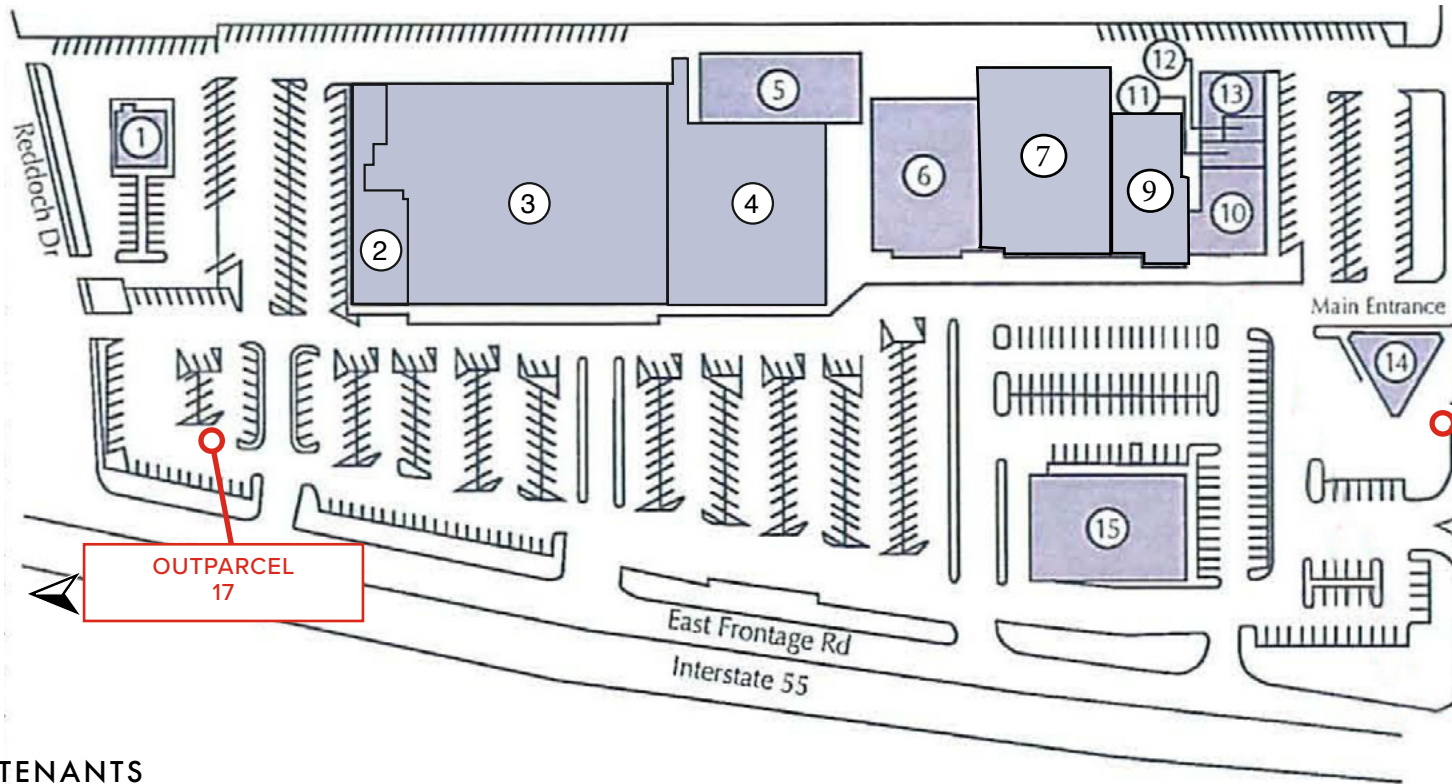 12
5
13
1
11
7
Reddoch Dr
6
9
3
4
10
2
Main Entrance
14
15
OUTPARCEL
17
East Frontage Rd
Interstate 55
TENANTS